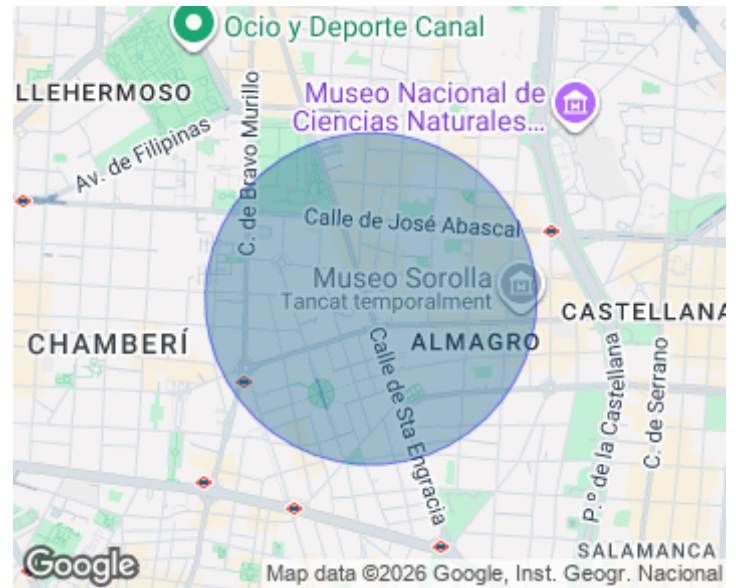 Ocio y Deporte Canal
LLEHERMOSO
Museo Nacional de
Ciencias Naturales...
Av. de Filipinas
C. de Bravo Murillo
Calle de José Abascal
Museo Sorolla
Tancat temporalment
CASTELLANA
CHAMBERÍ
ALMAGRO
Calle de Sta Engracia
P.º de la Castellana
C. de Serrano
SALAMANCA
Google
Map data ©2026 Google, Inst. Geogr. Nacional